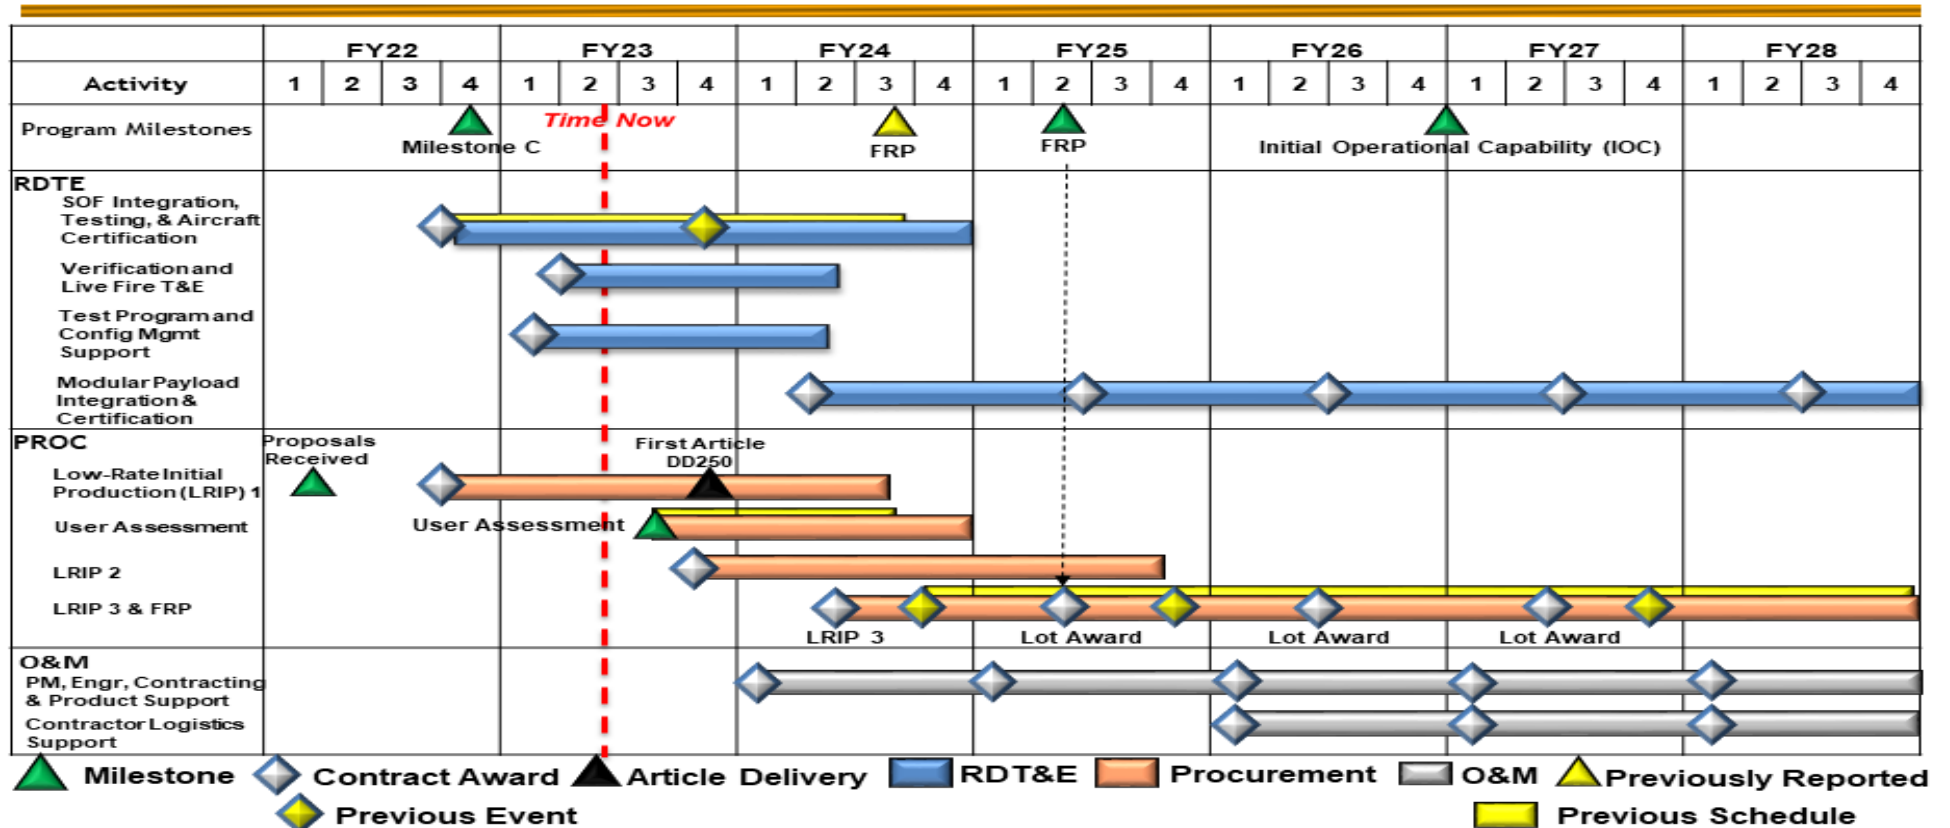 FY22 FY23 FY24 FY25 FY26 FY27 FY28
Activity 1 2 3 4 1 2 3 4 1 2 3 4 1 2 3 4 1 2 3 4 1 2 3 4 1 2 3 4
Program Milestones
Time Now
Milestone C
FRP
FRP
Initial Operational Capability (IOC)
RDTE
SOF Integration,
Testing, & Aircraft
Certification
Verification and
Live Fire T&E
Test Program and
Config Mgmt
Support
Modular Payload
Integration &
Certification
PROC
Proposals
Received
First Article
DD250
Low-Rate Initial
Production (LRIP) 1
User Assessment
User Assessment
LRIP 2
LRIP 3 & FRP
LRIP 3 Lot Award Lot Award Lot Award
O&M
PM, Engr, Contracting
& Product Support
Contractor Logistics
Support
Milestone Contract Award Article Delivery RDT&E Procurement O&M Previously Reported
Previous Event Previous Schedule